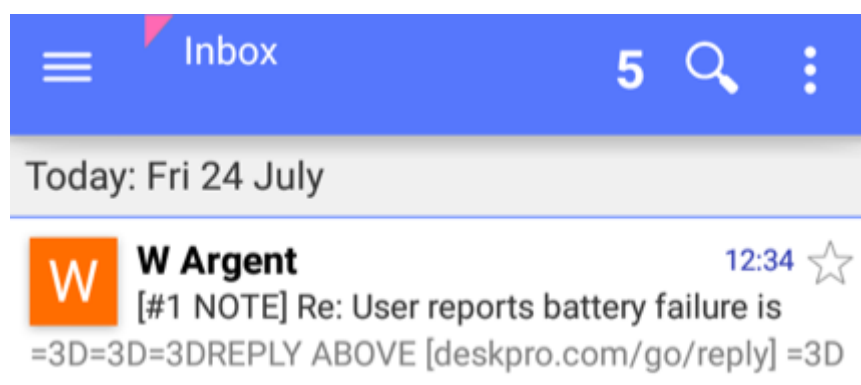 Inbox
5
Today: Fri 24 July
W
W Argent 12:34
[#1 NOTE] Re: User reports battery failure is
=3D=3D=3DREPLY ABOVE [deskpro.com/go/reply] =3D